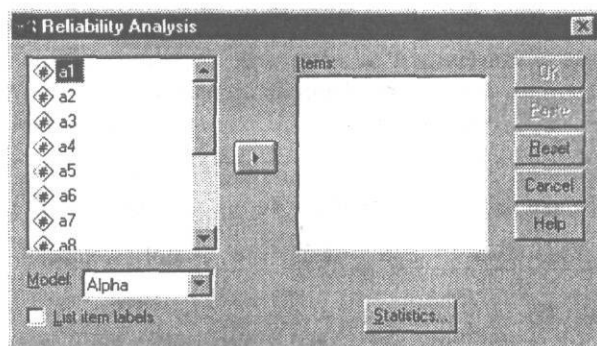 Reliability Analysis
a1
a2
a3
a4
a5
a6
a7
a8
Items:
OK
Paste
Reset
Cancel
Help
Model:
Alpha
List item labels
Statistics...